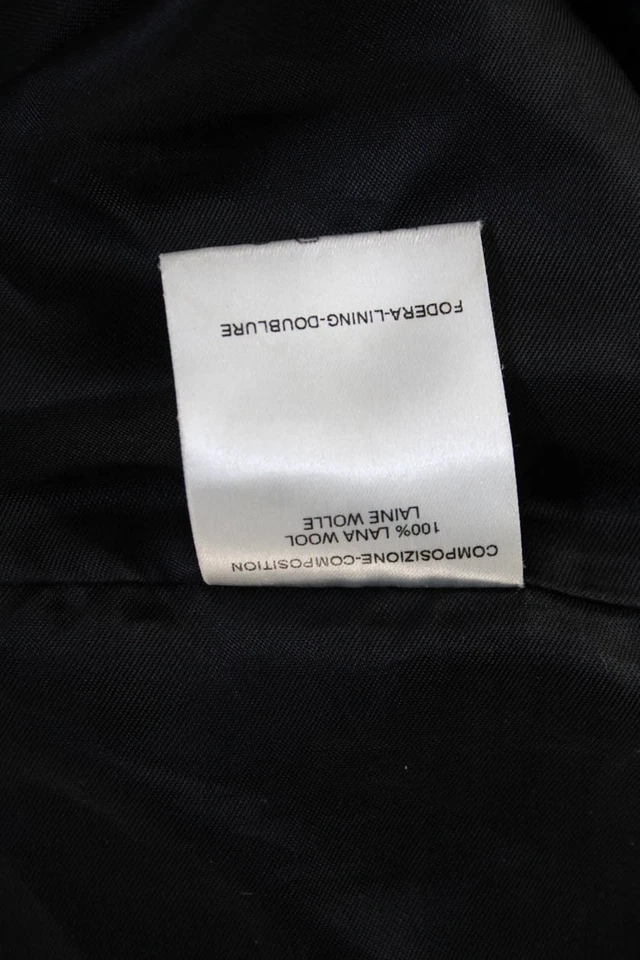 COMPOSIZIONE-COMPOSITION
100% LANA WOOL
LAINE WOLLE
FODERA-LINING-DOUBLURE